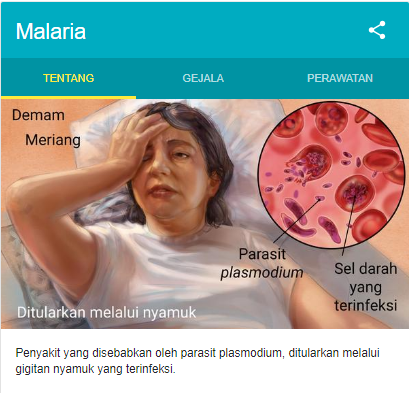 Malaria
TENTANG
GEJALA
PERAWATAN
Demam
Meriang
Parasit
plasmodium
Sel darah
yang
terinfeksi
Ditularkan melalui nyamuk
Penyakit yang disebabkan oleh parasit plasmodium, ditularkan melalui
gigitan nyamuk yang terinfeksi.